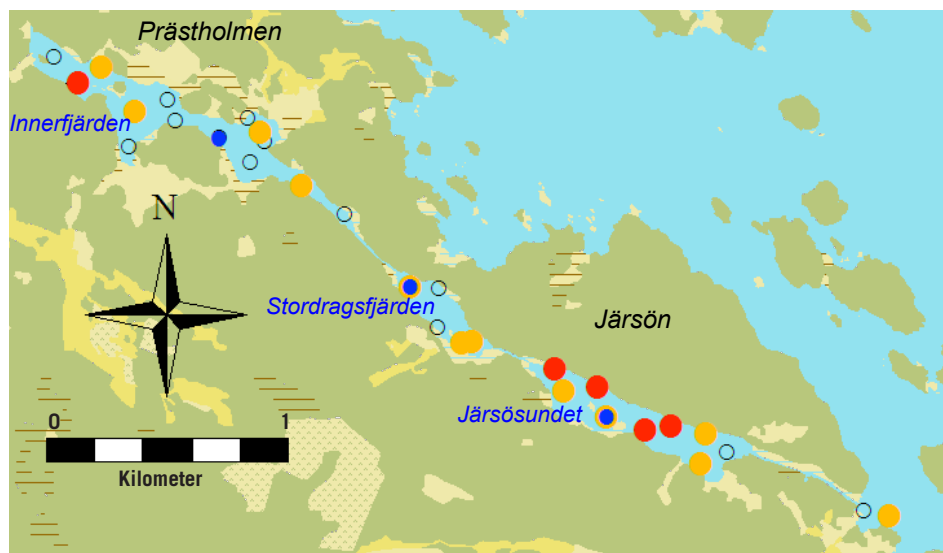 Prästholmen
Innerfjärden
N
Stordragsfjärden
Järsön
Järsösundet
0 1
Kilometer